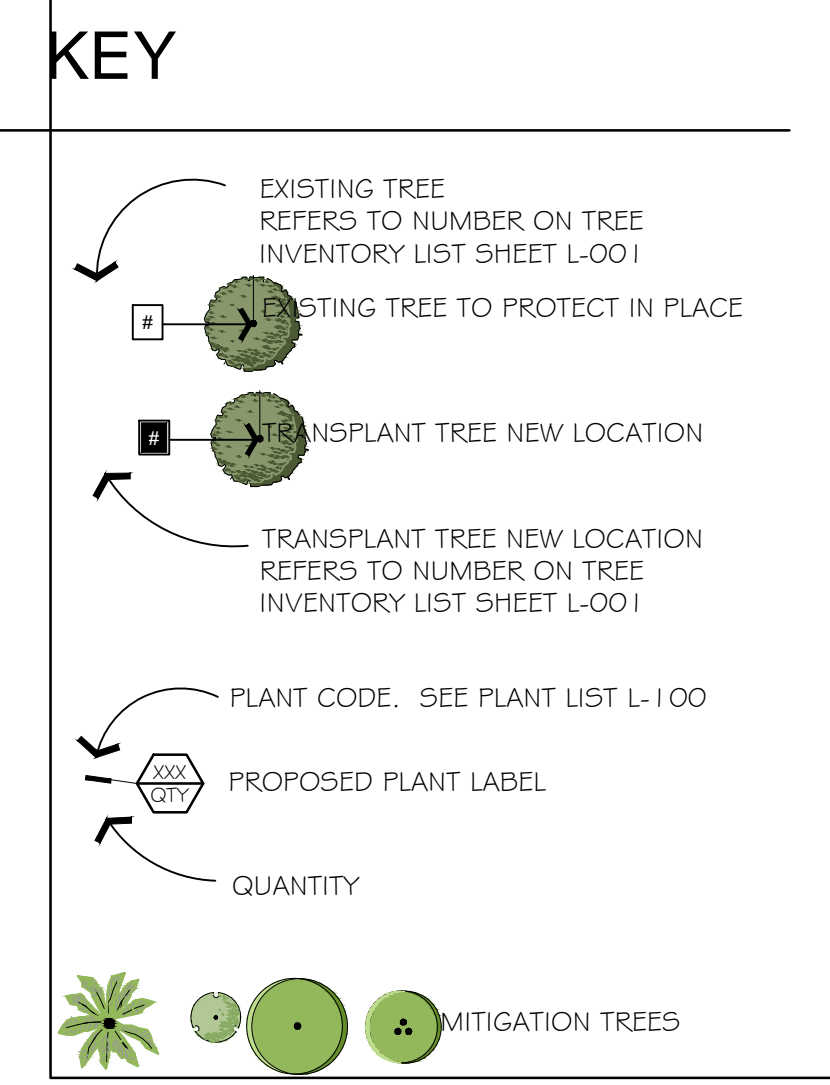 KEY
EXISTING TREE
REFERS TO NUMBER ON TREE
INVENTORY LIST SHEET L-001
# EXISTING TREE TO PROTECT IN PLACE
# TRANSPLANT TREE NEW LOCATION
TRANSPLANT TREE NEW LOCATION
REFERS TO NUMBER ON TREE
INVENTORY LIST SHEET L-001
PLANT CODE. SEE PLANT LIST L-100
XXX
QTY
PROPOSED PLANT LABEL
QUANTITY
MITIGATION TREES